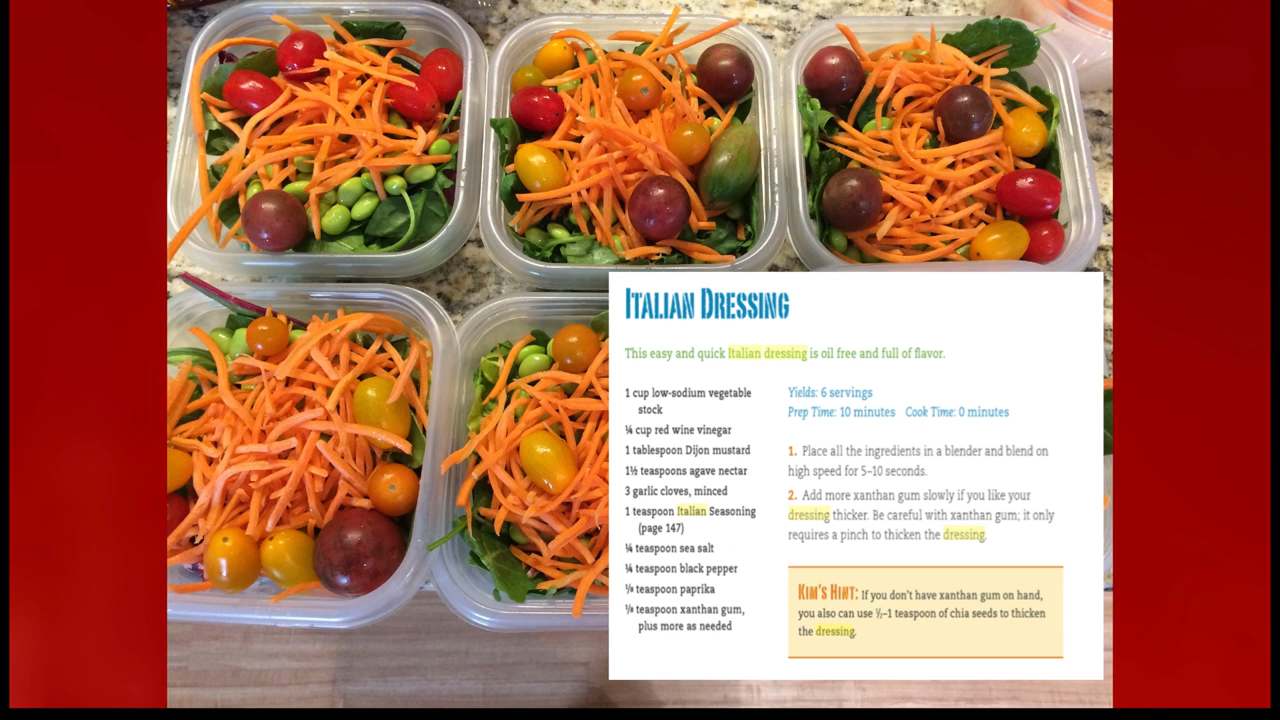 ITALIAN DRESSING
This easy and quick Italian dressing is oil free and full of flavor.
1 cup low-sodium vegetable
stock
¼ cup red wine vinegar
1 tablespoon Dijon mustard
1½ teaspoons agave nectar
3 garlic cloves, minced
1 teaspoon Italian Seasoning
(page 147)
¼ teaspoon sea salt
¼ teaspoon black pepper
⅛ teaspoon paprika
⅛ teaspoon xanthan gum,
plus more as needed
Yields: 6 servings
Prep Time: 10 minutes Cook Time: 0 minutes
1. Place all the ingredients in a blender and blend on
high speed for 5–10 seconds.
2. Add more xanthan gum slowly if you like your
dressing thicker. Be careful with xanthan gum; it only
requires a pinch to thicken the dressing.
KIM'S HINT: If you don't have xanthan gum on hand,
you also can use ½–1 teaspoon of chia seeds to thicken
the dressing.